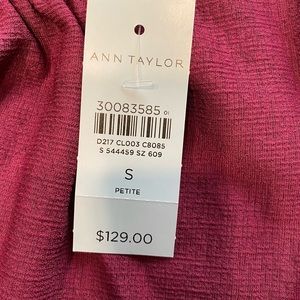 ANN TAYLOR
30083585 01
D217 CL003 C8085
S 544459 SZ 609
S
PETITE
$129.00